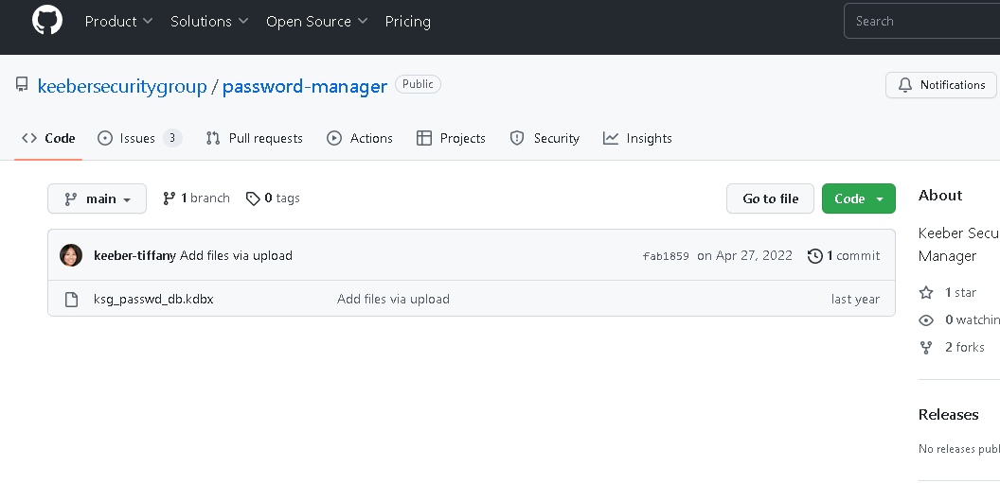 Product Solutions Open Source Pricing Search
keebersecuritygroup / password-manager Public Notifications
Code Issues 3 Pull requests Actions Projects Security Insights
main 1 branch 0 tags Go to file Code
keeber-tiffany Add files via upload fab1859 on Apr 27, 2022 1 commit
ksg_passwd_db.kdbx Add files via upload last year
About
Keeber Secu
Manager
1 star
0 watchin
2 forks
Releases
No releases publ